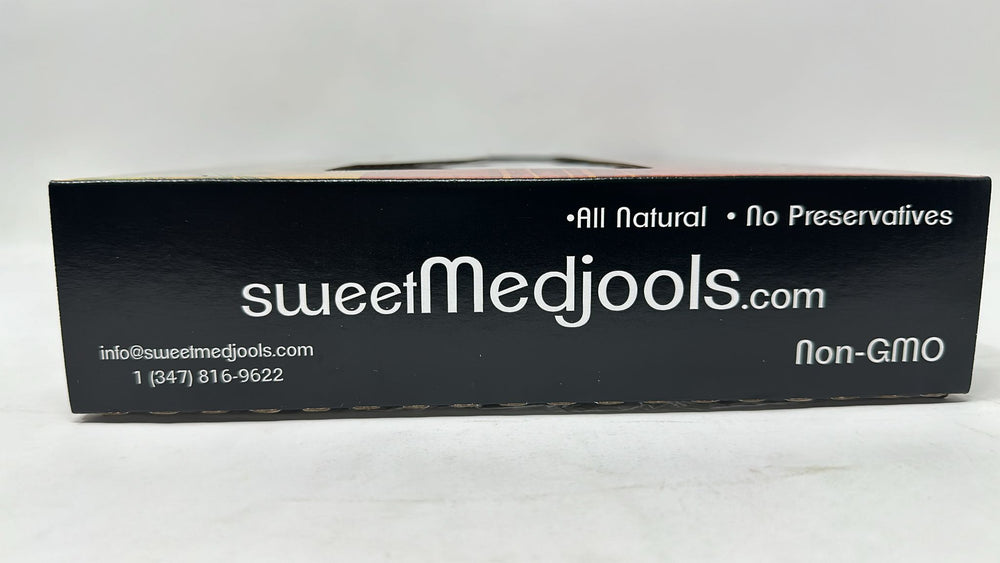 •All Natural • No Preservatives
sweetMedjools.com
info@sweetmedjools.com
1 (347) 816-9622
Non-GMO